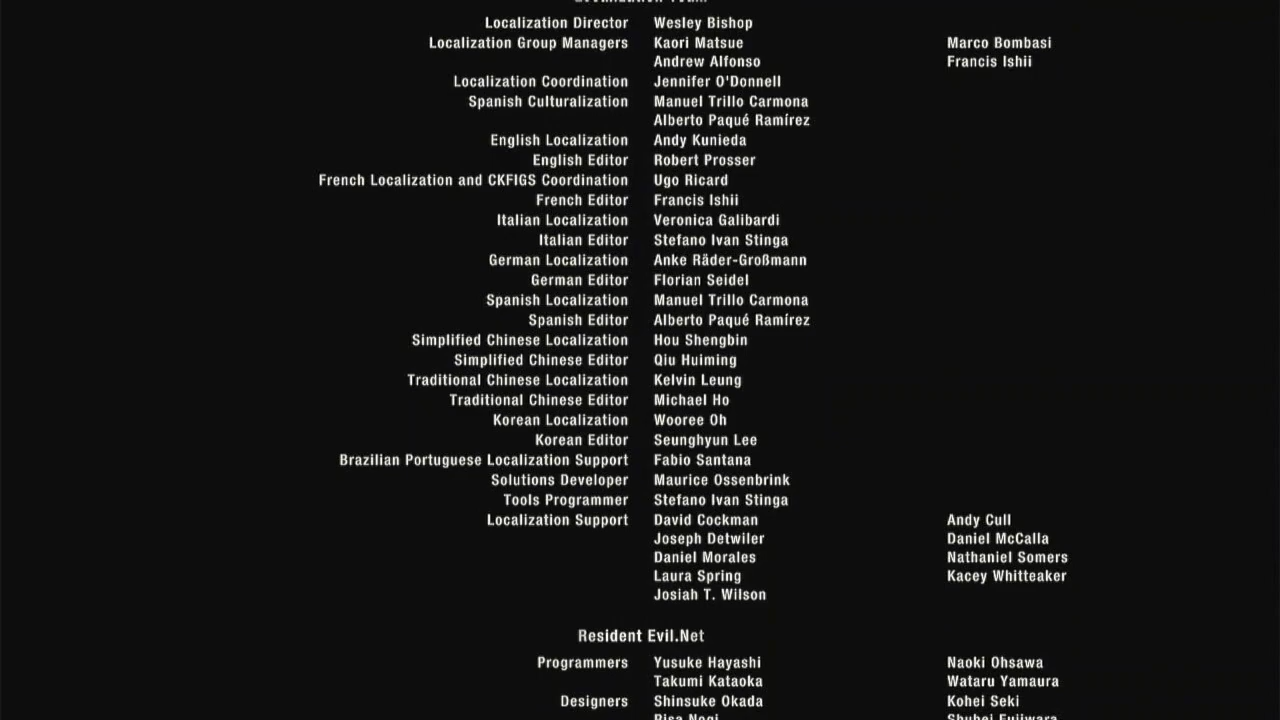 Localization Director Wesley Bishop
Localization Group Managers Kaori Matsue Marco Bombasi
Andrew Alfonso Francis Ishii
Localization Coordination Jennifer O'Donnell
Spanish Culturalization Manuel Trillo Carmona
Alberto Paqué Ramírez
English Localization Andy Kunieda
English Editor Robert Prosser
French Localization and CKFIGS Coordination Ugo Ricard
French Editor Francis Ishii
Italian Localization Veronica Galibardi
Italian Editor Stefano Ivan Stinga
German Localization Anke Räder-Großmann
German Editor Florian Seidel
Spanish Localization Manuel Trillo Carmona
Spanish Editor Alberto Paqué Ramírez
Simplified Chinese Localization Hou Shengbin
Simplified Chinese Editor Qiu Huiming
Traditional Chinese Localization Kelvin Leung
Traditional Chinese Editor Michael Ho
Korean Localization Wooree Oh
Korean Editor Seunghyun Lee
Brazilian Portuguese Localization Support Fabio Santana
Solutions Developer Maurice Ossenbrink
Tools Programmer Stefano Ivan Stinga
Localization Support David Cockman Andy Cull
Joseph Detwiler Daniel McCalla
Daniel Morales Nathaniel Somers
Laura Spring Kacey Whitteaker
Josiah T. Wilson
Resident Evil.Net
Programmers Yusuke Hayashi Naoki Ohsawa
Takumi Kataoka Wataru Yamaura
Designers Shinsuke Okada Kohei Seki